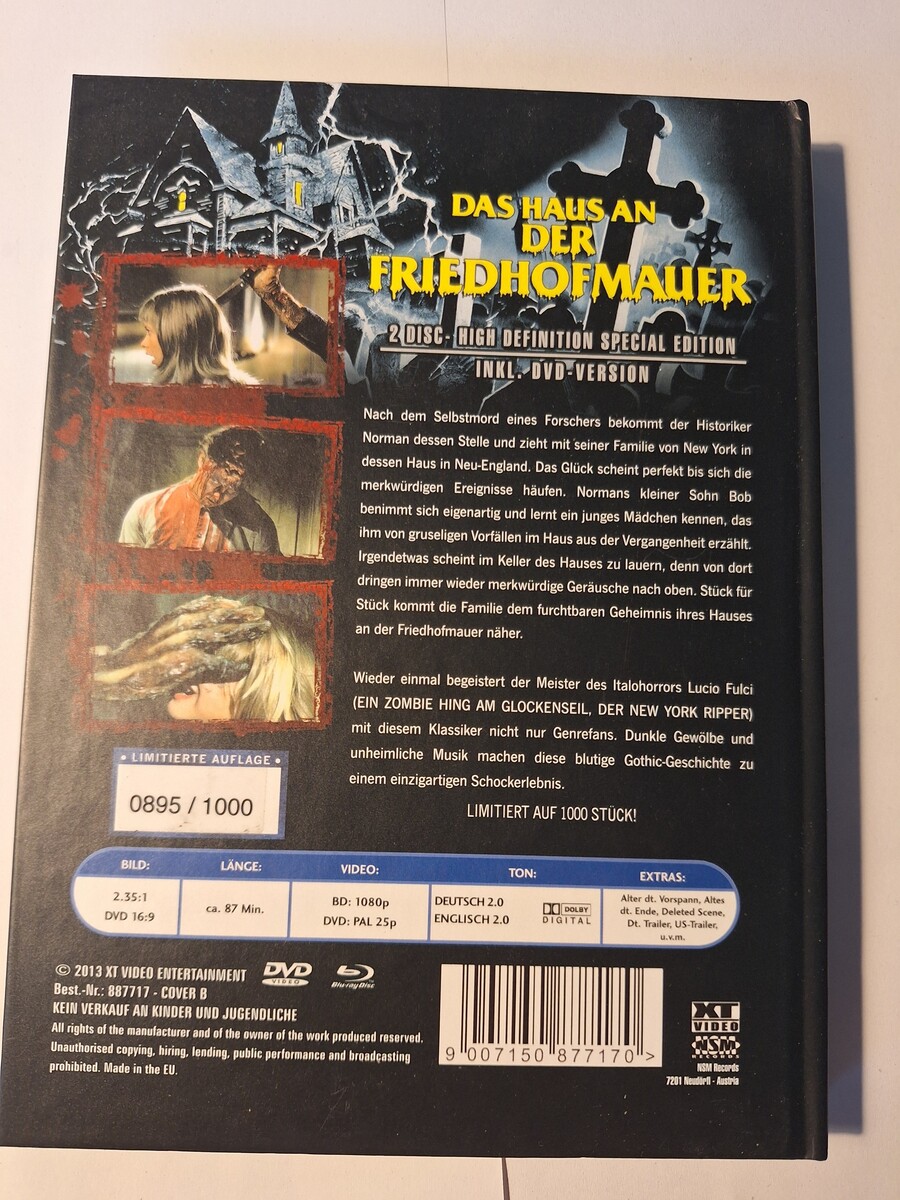 DAS HAUS AN
DER
FRIEDHOFMAUER
2 DISC- HIGH DEFINITION SPECIAL EDITION
INKL. DVD-VERSION
Nach dem Selbstmord eines Forschers bekommt der Historiker
Norman dessen Stelle und zieht mit seiner Familie von New York in
dessen Haus in Neu-England. Das Glück scheint perfekt bis sich die
merkwürdigen Ereignisse häufen. Normans kleiner Sohn Bob
benimmt sich eigenartig und lernt ein junges Mädchen kennen, das
ihm von gruseligen Vorfällen im Haus aus der Vergangenheit erzählt.
Irgendetwas scheint im Keller des Hauses zu lauern, denn von dort
dringen immer wieder merkwürdige Geräusche nach oben. Stück für
Stück kommt die Familie dem furchtbaren Geheimnis ihres Hauses
an der Friedhofmauer näher.
Wieder einmal begeistert der Meister des Italohorrors Lucio Fulci
(EIN ZOMBIE HING AM GLOCKENSEIL, DER NEW YORK RIPPER)
mit diesem Klassiker nicht nur Genrefans. Dunkle Gewölbe und
unheimliche Musik machen diese blutige Gothic-Geschichte zu
einem einzigartigen Schockerlebnis.
LIMITIERT AUF 1000 STÜCK!
• LIMITIERTE AUFLAGE •
0895 / 1000
BILD:
2.35:1
DVD 16:9
LÄNGE:
ca. 87 Min.
VIDEO:
BD: 1080p
DVD: PAL 25p
TON:
DEUTSCH 2.0
ENGLISCH 2.0
DOLBY
DIGITAL
EXTRAS:
Alter dt. Vorspann, Altes
dt. Ende, Deleted Scene,
Dt. Trailer, US-Trailer,
u.v.m.
© 2013 XT VIDEO ENTERTAINMENT
Best.-Nr.: 887717 - COVER B
KEIN VERKAUF AN KINDER UND JUGENDLICHE
All rights of the manufacturer and of the owner of the work produced reserved.
Unauthorised copying, hiring, lending, public performance and broadcasting
prohibited. Made in the EU.
DVD
VIDEO
Blu-ray Disc
9 007150 877170 >
XT
VIDEO
NSM
RECORDS
NSM Records
7201 Neudörfl - Austria